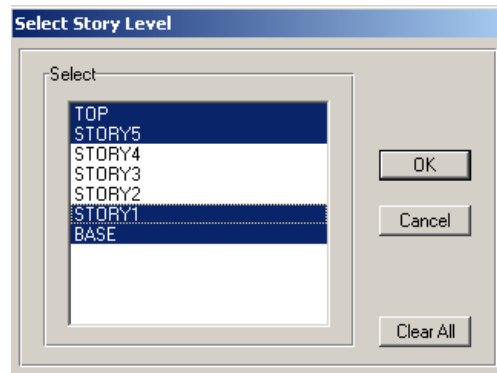 Select Story Level
Select
TOP
STORY5
STORY4
STORY3
STORY2
STORY1
BASE
OK
Cancel
Clear All